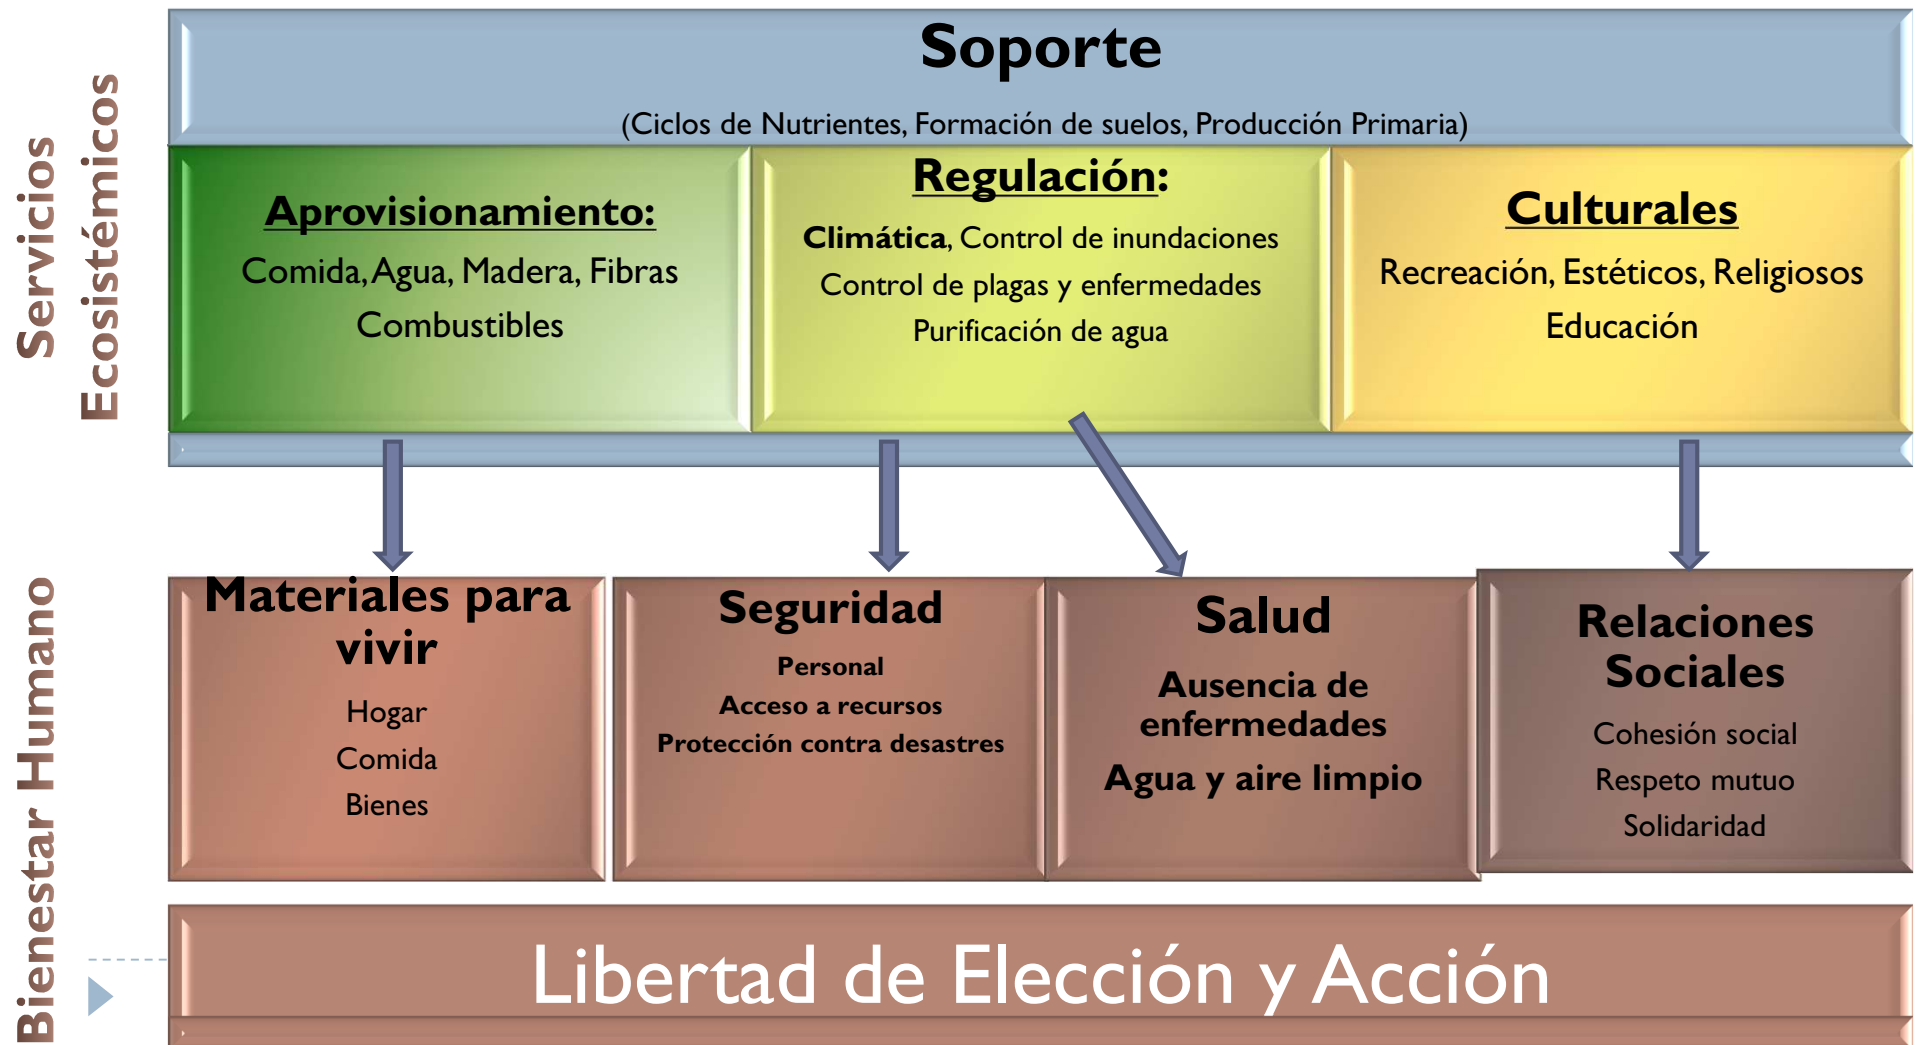 Servicios
Ecosistémicos
Soporte
(Ciclos de Nutrientes, Formación de suelos, Producción Primaria)
Aprovisionamiento:
Comida, Agua, Madera, Fibras
Combustibles
Regulación:
Climática, Control de inundaciones
Control de plagas y enfermedades
Purificación de agua
Culturales
Recreación, Estéticos, Religiosos
Educación
Bienestar Humano
Materiales para
vivir
Hogar
Comida
Bienes
Seguridad
Personal
Acceso a recursos
Protección contra desastres
Salud
Ausencia de
enfermedades
Agua y aire limpio
Relaciones
Sociales
Cohesión social
Respeto mutuo
Solidaridad
Libertad de Elección y Acción